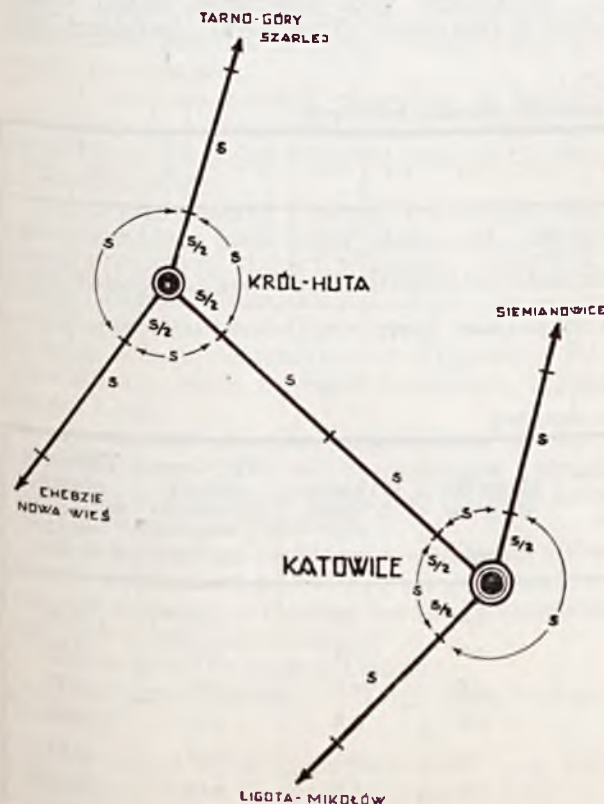 TARNO-GÓRY
SZARLEJ
S
S
S/2
S
KRÓL-HUTA
S/2
S/2
S
S
SIEMIANOWICE
S
S
S
CHEBZIE
NOWA WIEŚ
S
S/2
KATOWICE
S/2
S
S/2
S
S
LIGOTA-MIKOŁÓW